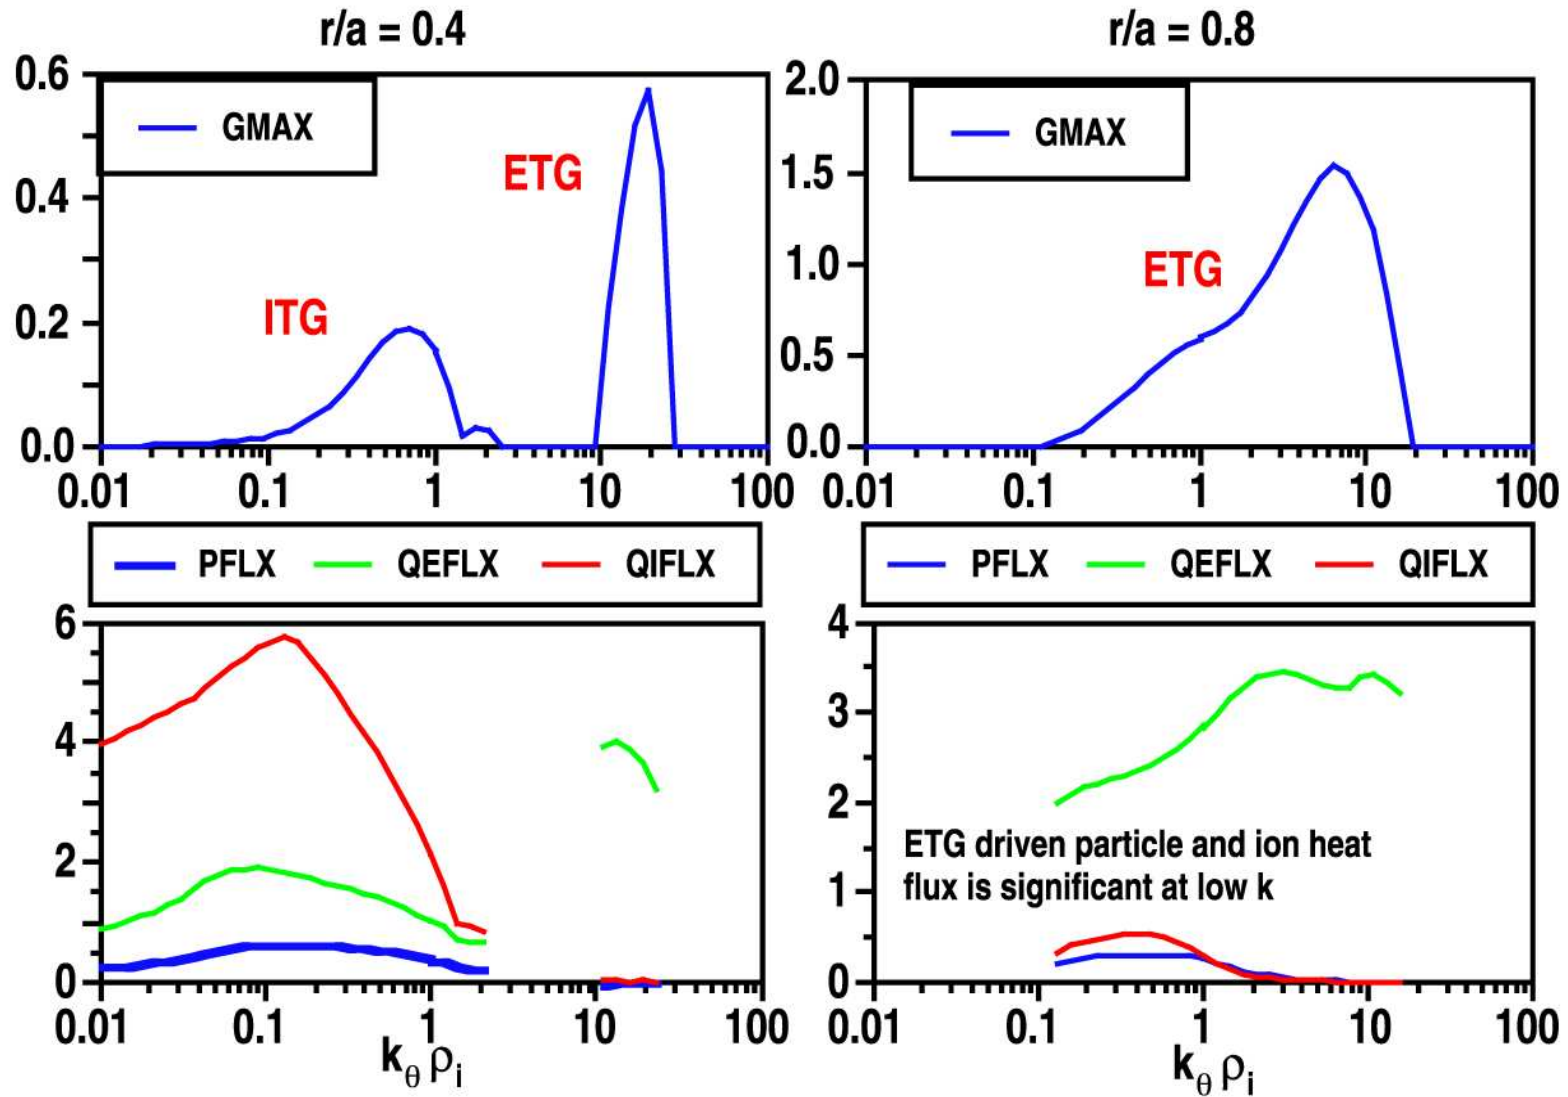 r/a = 0.4
0.6
0.4
0.2
0.0
GMAX
ITG
ETG
0.01 0.1 1 10 100
r/a = 0.8
2.0
1.5
1.0
0.5
0.0
GMAX
ETG
0.01 0.1 1 10 100
PFLX QEFLX QIFLX
6
4
2
0
0.01 0.1 1 10 100
kθ ρi
PFLX QEFLX QIFLX
4
3
2
1
0
ETG driven particle and ion heat
flux is significant at low k
0.01 0.1 1 10 100
kθ ρi